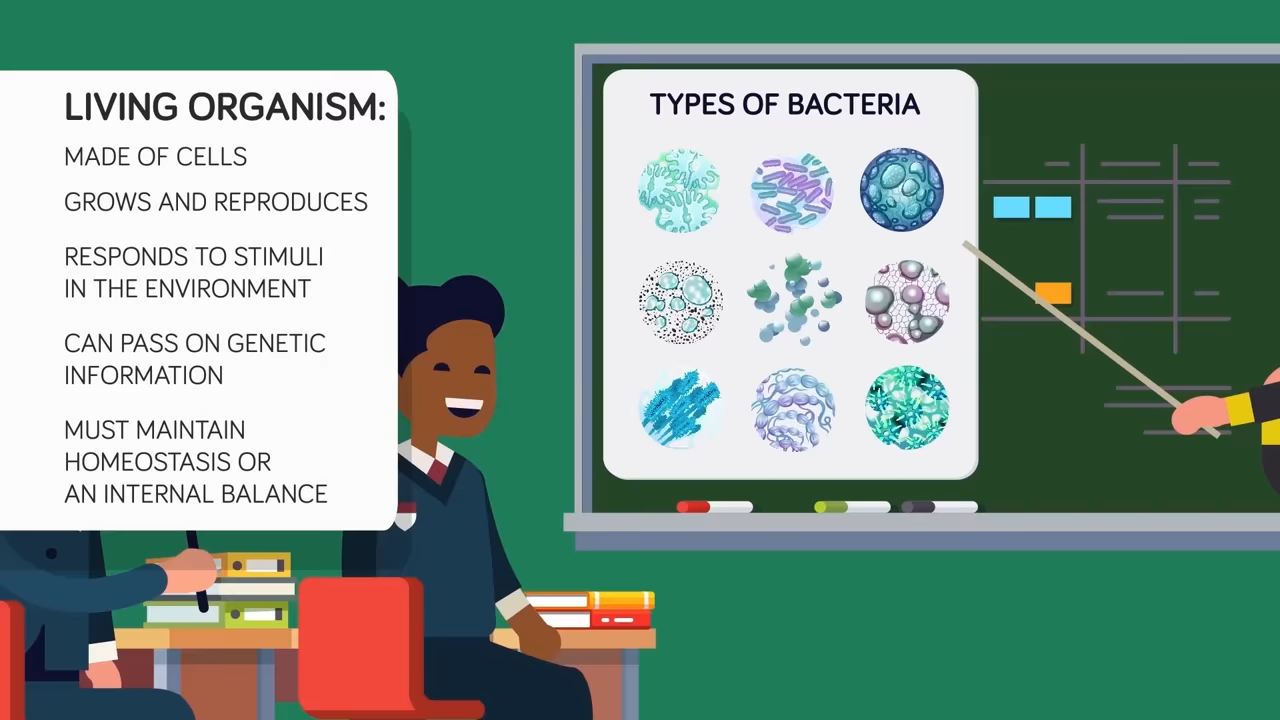 LIVING ORGANISM:
MADE OF CELLS
GROWS AND REPRODUCES
RESPONDS TO STIMULI
IN THE ENVIRONMENT
CAN PASS ON GENETIC
INFORMATION
MUST MAINTAIN
HOMEOSTASIS OR
AN INTERNAL BALANCE
TYPES OF BACTERIA